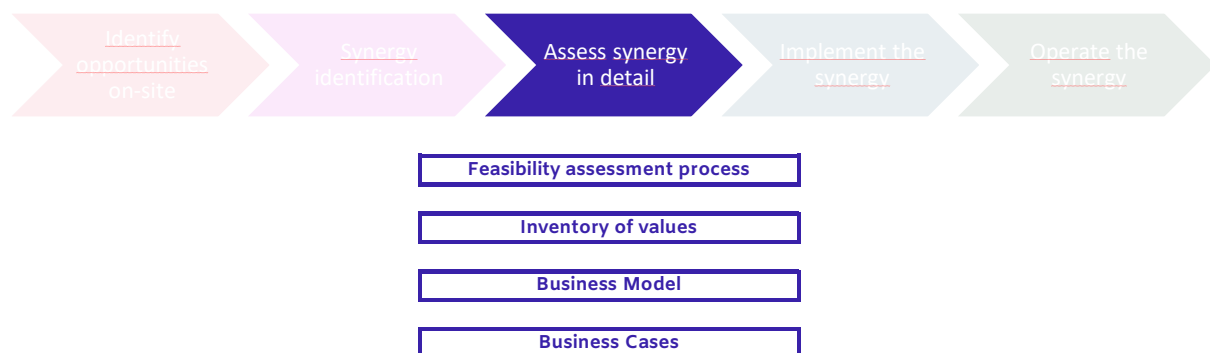 Identify
opportunities
on-site
Synergy
identification
Assess synergy
in detail
Implement the
synergy
Operate the
synergy
Feasibility assessment process
Inventory of values
Business Model
Business Cases